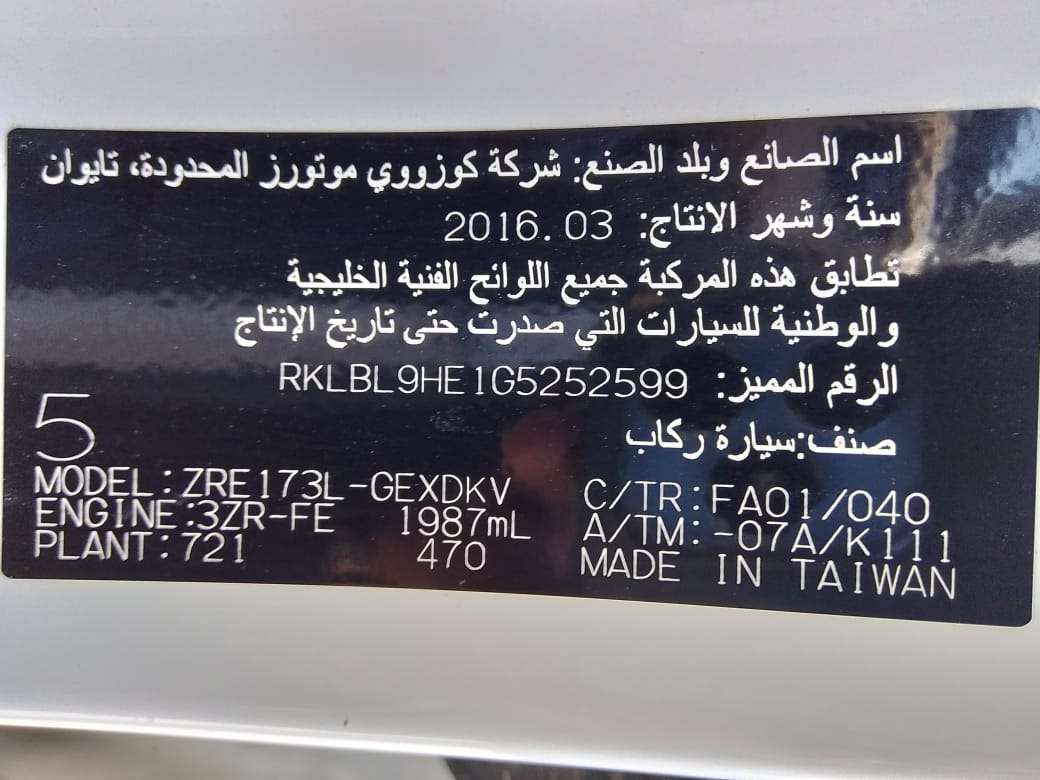 اسم الصانع وبلد الصنع: شركة كوزووي موتورز المحدودة، تايوان
سنة وشهر الانتاج: 2016.03
تطابق هذه المركبة جميع اللوائح الفنية الخليجية
والوطنية للسيارات التي صدرت حتى تاريخ الإنتاج
الرقم المميز: RKLBL9HE1G5252599
صنف:سيارة ركاب
5
MODEL:ZRE173L-GEXDKV C/TR:FA01/040
ENGINE:3ZR-FE 1987mL A/TM:-07A/K111
PLANT:721 470 MADE IN TAIWAN